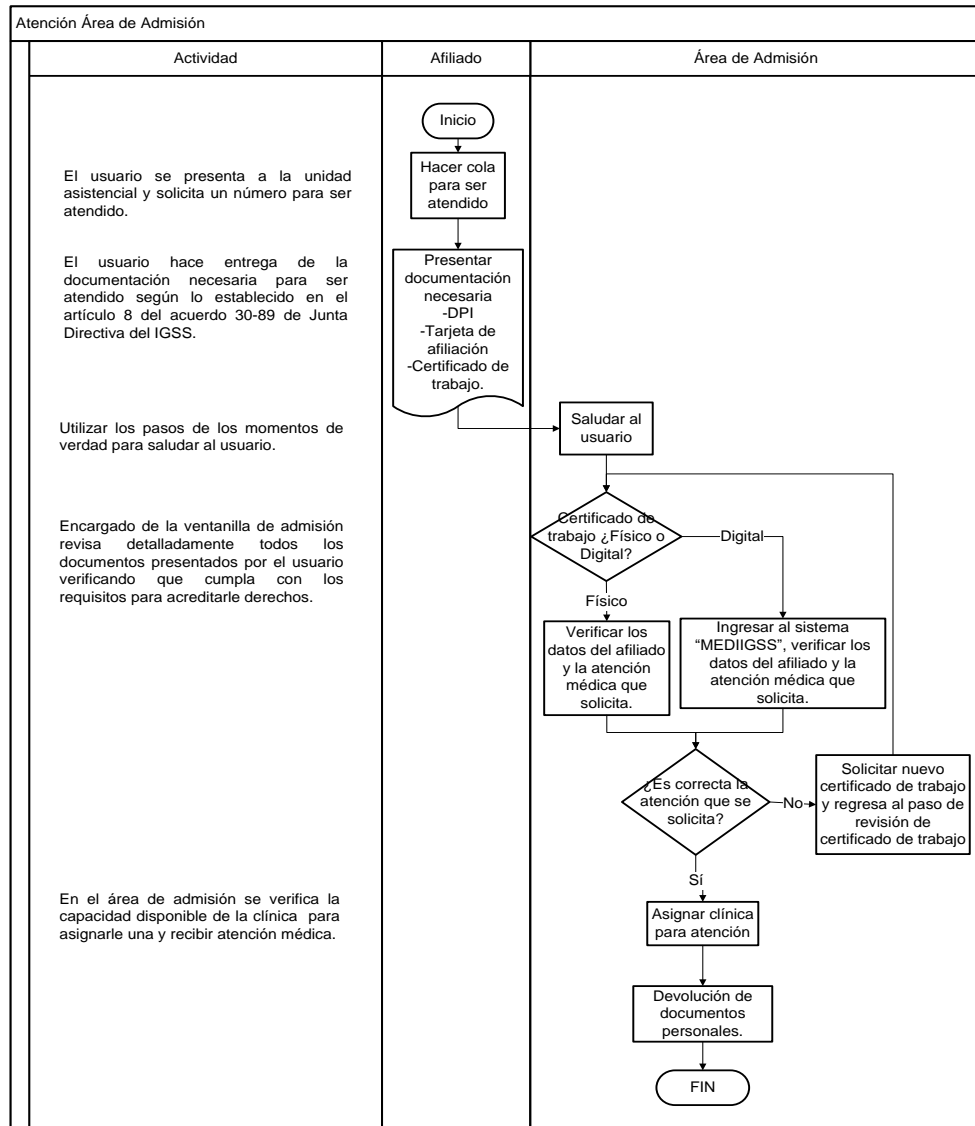 Atención Área de Admisión
Actividad
Afiliado
Área de Admisión
Inicio
El usuario se presenta a la unidad
asistencial y solicita un número para ser
atendido.
Hacer cola
para ser
atendido
El usuario hace entrega de la
documentación necesaria para ser
atendido según lo establecido en el
artículo 8 del acuerdo 30-89 de Junta
Directiva del IGSS.
Presentar
documentación
necesaria
-DPI
-Tarjeta de
afiliación
-Certificado de
trabajo.
Utilizar los pasos de los momentos de
verdad para saludar al usuario.
Saludar al
usuario
Encargado de la ventanilla de admisión
revisa detalladamente todos los
documentos presentados por el usuario
verificando que cumpla con los
requisitos para acreditarle derechos.
Certificado de
trabajo ¿Físico o
Digital?
Digital
Físico
Verificar los
datos del afiliado
y la atención
médica que
solicita.
Ingresar al sistema
“MEDIIGSS”, verificar los
datos del afiliado y la
atención médica que
solicita.
¿Es correcta la
atención que se
solicita?
No
Solicitar nuevo
certificado de trabajo
y regresa al paso de
revisión de
certificado de trabajo
Sí
En el área de admisión se verifica la
capacidad disponible de la clínica para
asignarle una y recibir atención médica.
Asignar clínica
para atención
Devolución de
documentos
personales.
FIN